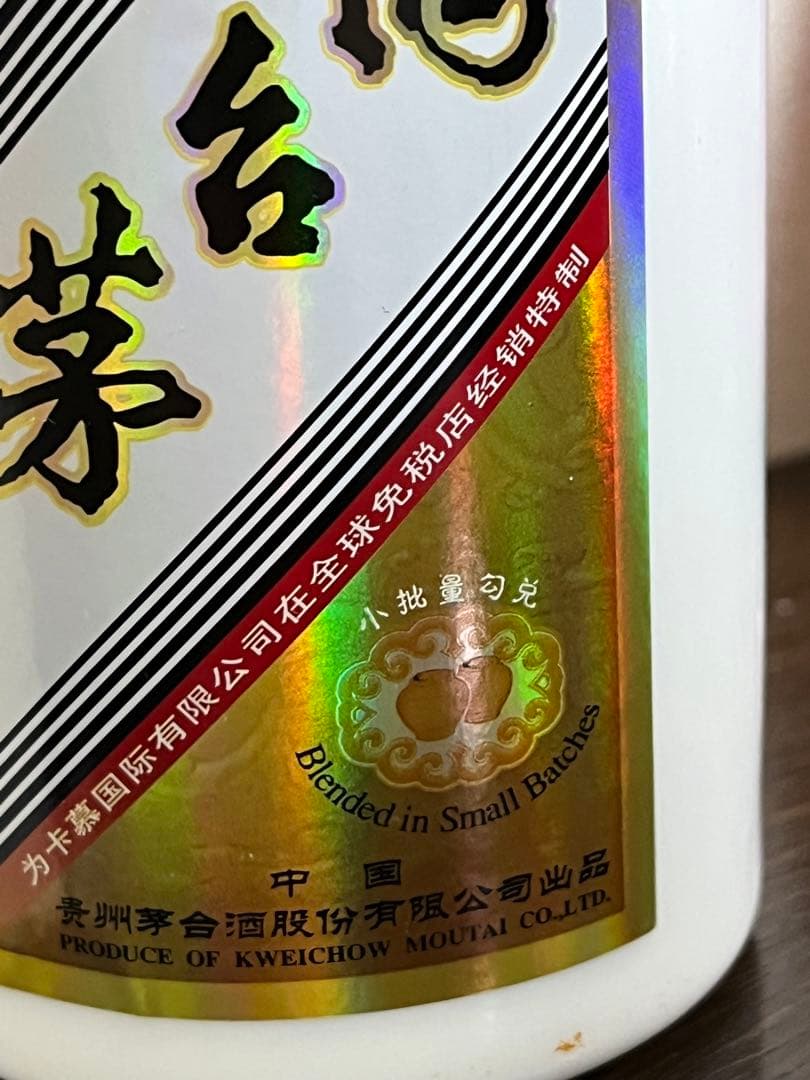 茅台酒
为卡慕国际有限公司在全球免税店经销特制
小批量勾兑
Blended in Small Batches
中国
贵州茅台酒股份有限公司出品
PRODUCE OF KWEICHOW MOUTAI CO.,LTD.